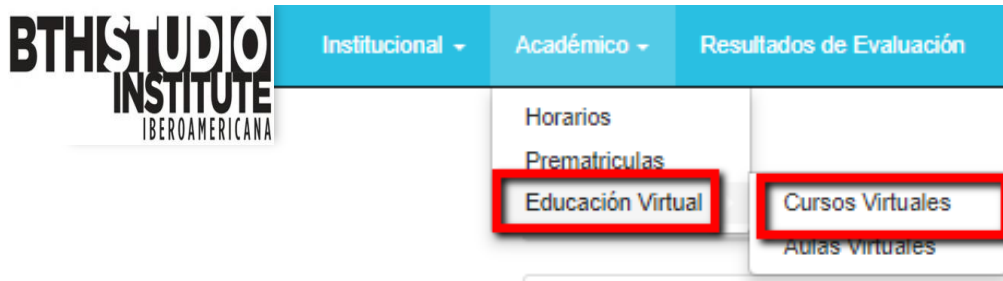 BTHSTUDIO
INSTITUTE
IBEROAMERICANA
Institucional
Académico
Resultados de Evaluación
Horarios
Prematriculas
Educación Virtual
Cursos Virtuales
Aulas Virtuales